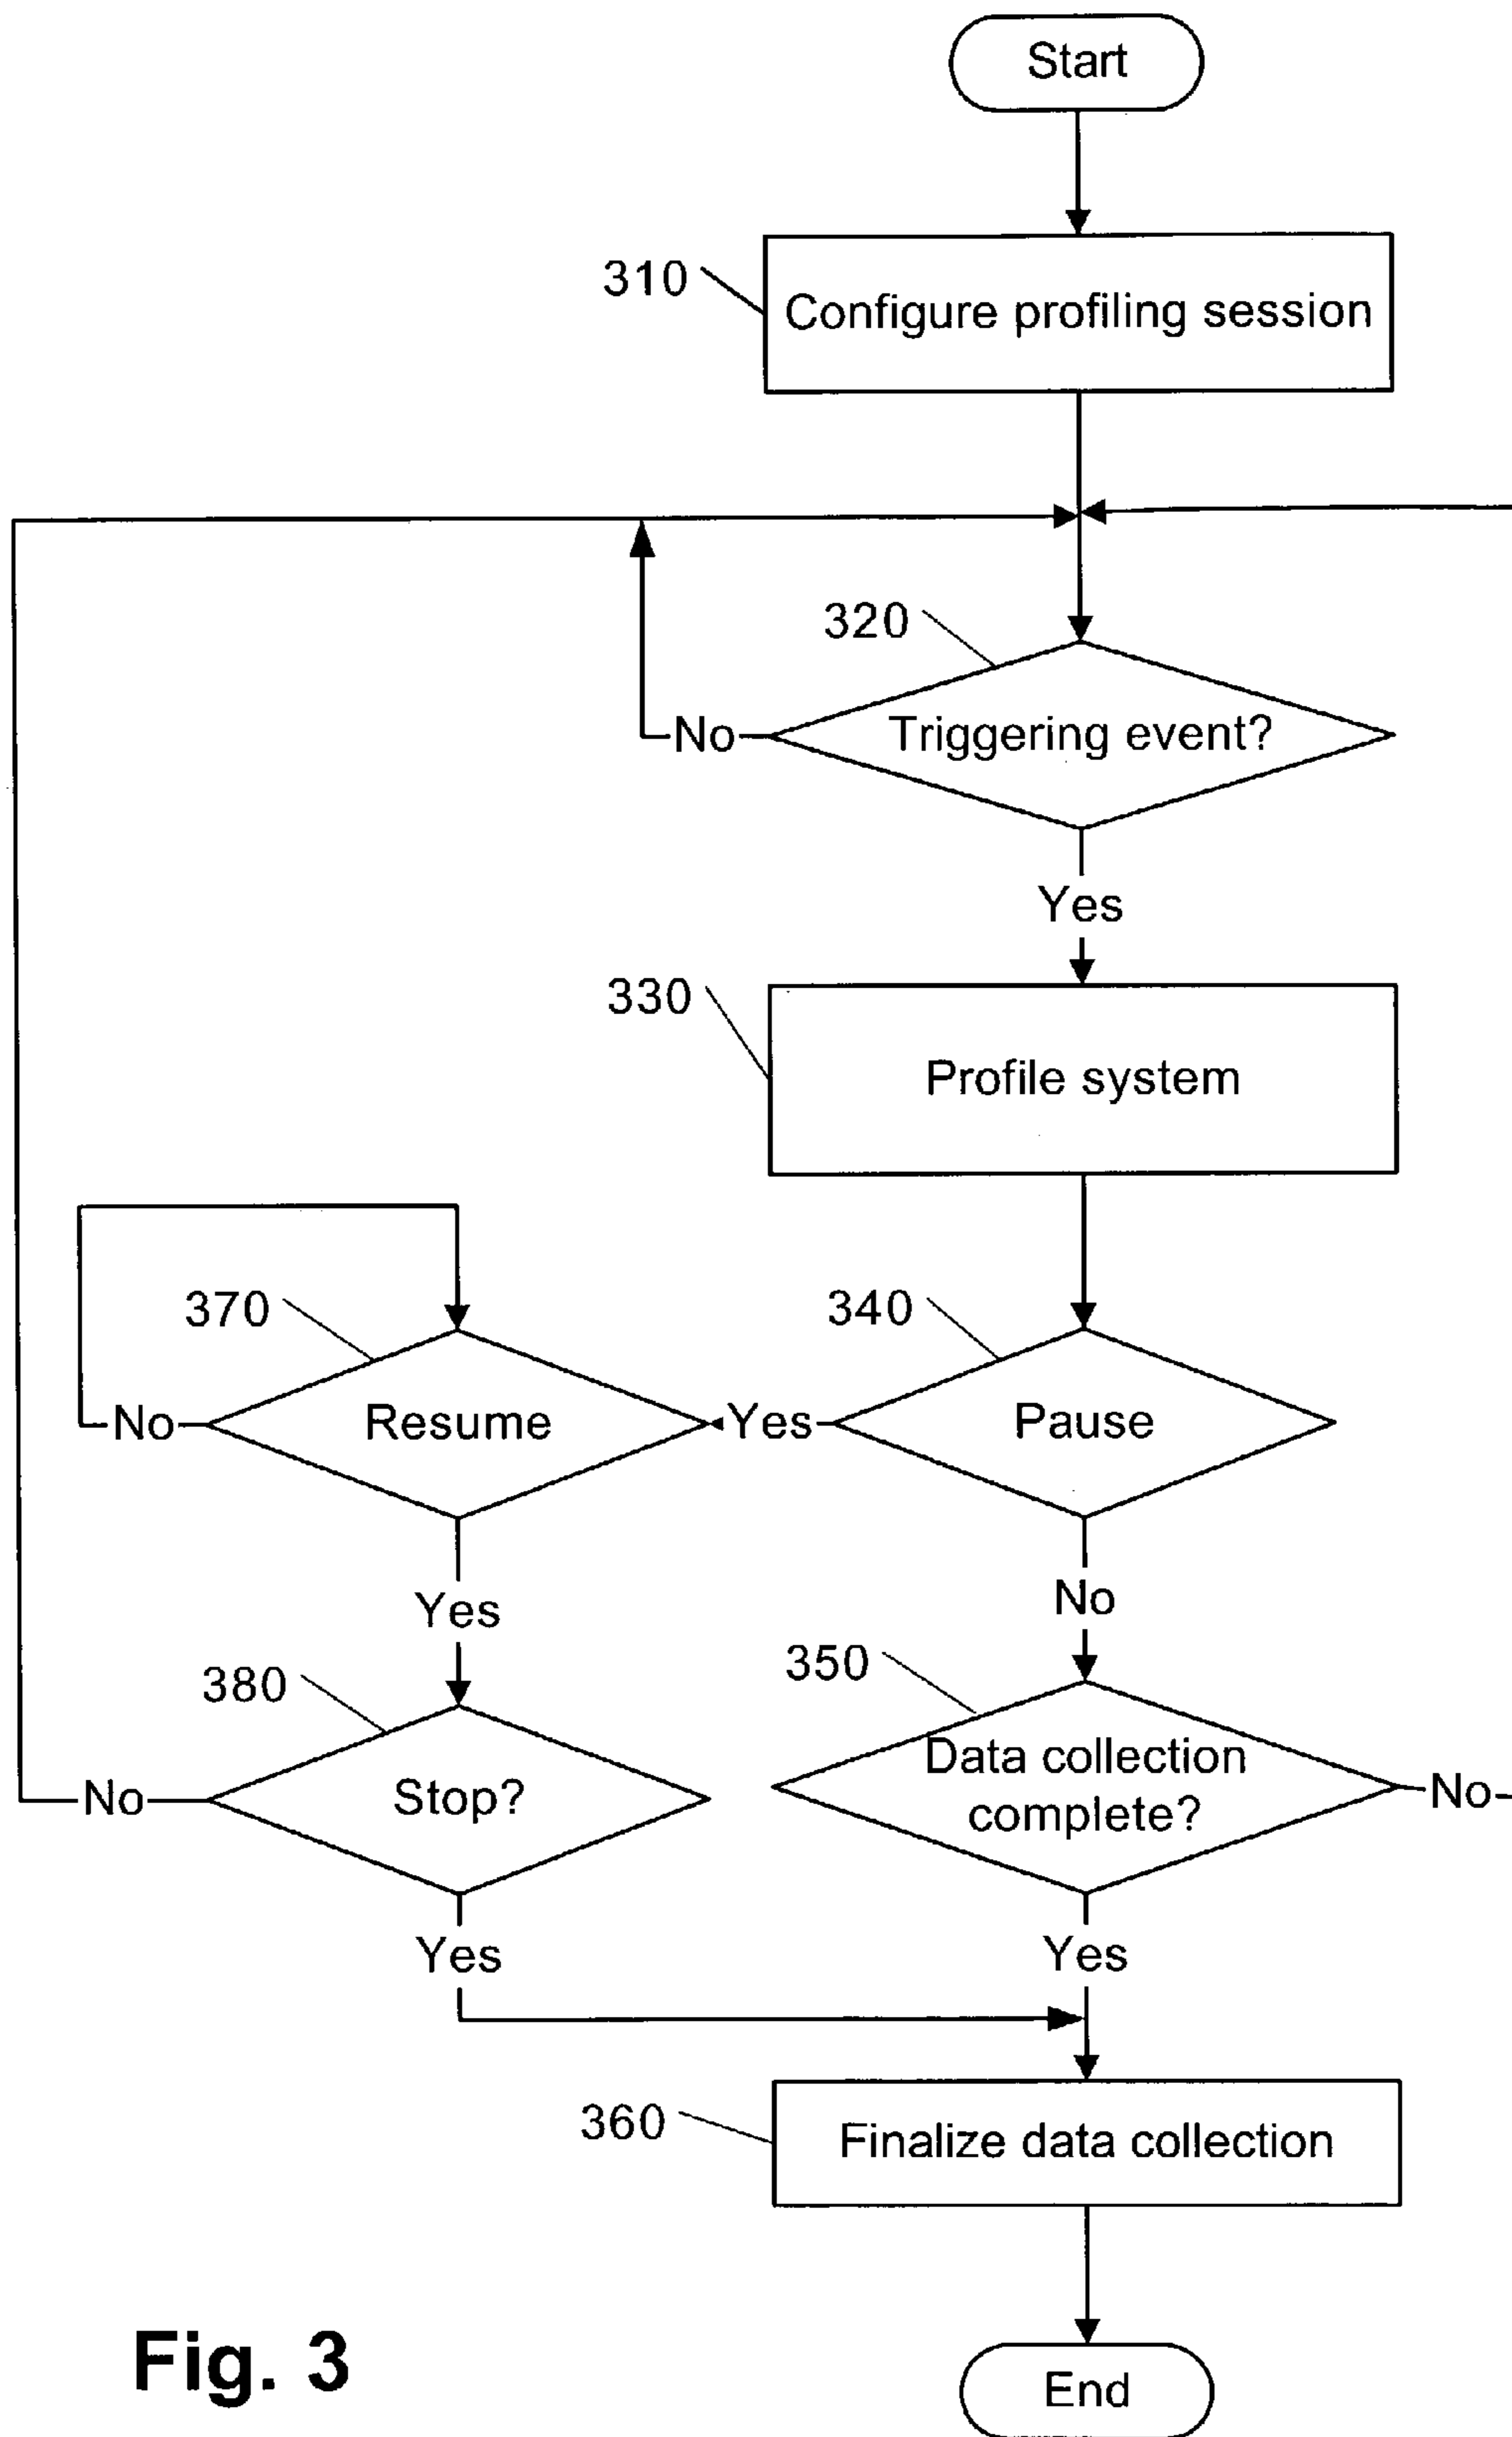 Start
310
Configure profiling session
320
Triggering event?
No
Yes
330
Profile system
370
Resume
No
Yes
340
Pause
Yes
No
380
Stop?
No
Yes
350
Data collection
complete?
No
Yes
360
Finalize data collection
End
Fig. 3